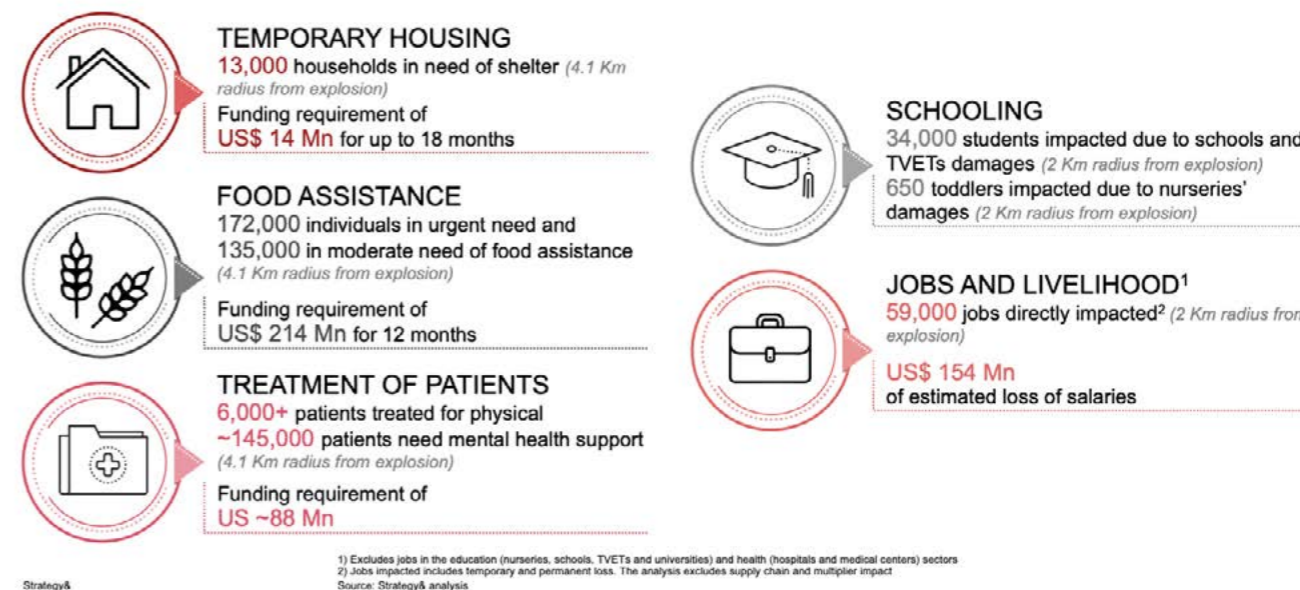 TEMPORARY HOUSING
13,000 households in need of shelter (4.1 Km
radius from explosion)
Funding requirement of
US$ 14 Mn for up to 18 months
FOOD ASSISTANCE
172,000 individuals in urgent need and
135,000 in moderate need of food assistance
(4.1 Km radius from explosion)
Funding requirement of
US$ 214 Mn for 12 months
TREATMENT OF PATIENTS
6,000+ patients treated for physical
~145,000 patients need mental health support
(4.1 Km radius from explosion)
Funding requirement of
US ~88 Mn
SCHOOLING
34,000 students impacted due to schools and
TVETs damages (2 Km radius from explosion)
650 toddlers impacted due to nurseries'
damages (2 Km radius from explosion)
JOBS AND LIVELIHOOD¹
59,000 jobs directly impacted² (2 Km radius from
explosion)
US$ 154 Mn
of estimated loss of salaries
1) Excludes jobs in the education (nurseries, schools, TVETs and universities) and health (hospitals and medical centers) sectors
2) Jobs impacted includes temporary and permanent loss. The analysis excludes supply chain and multiplier impact
Source: Strategy& analysis
Strategy&